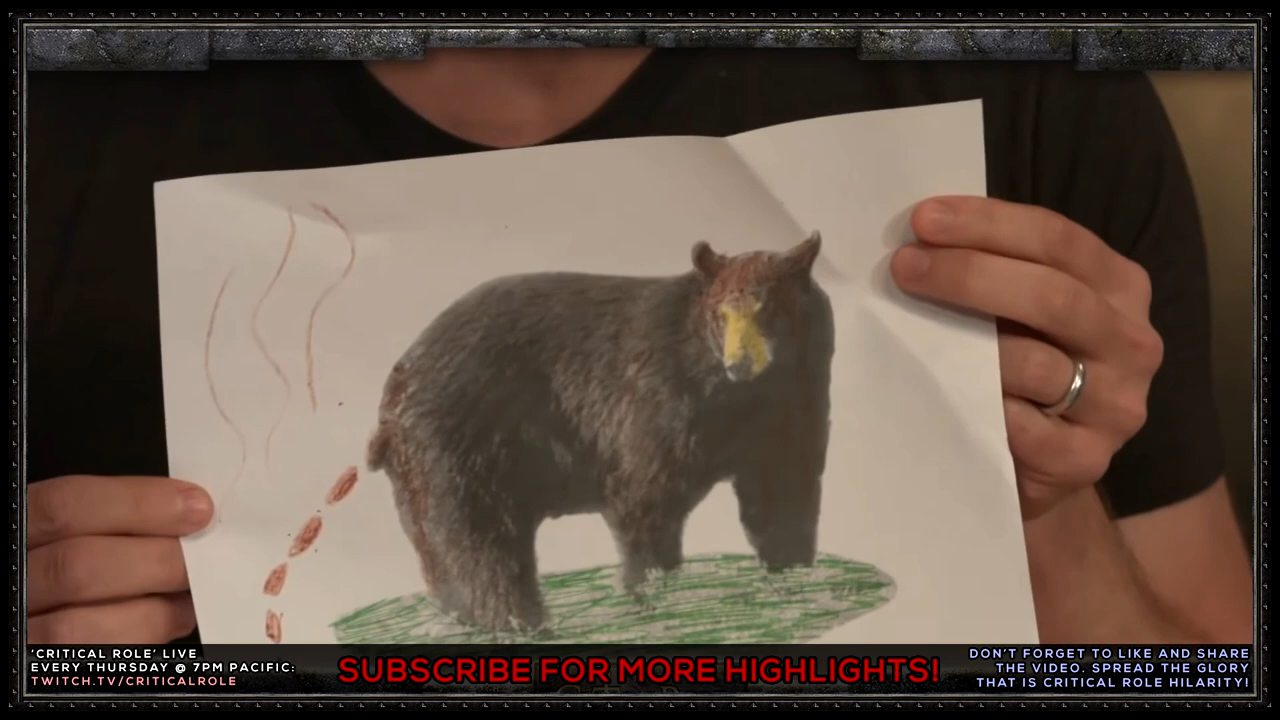 'CRITICAL ROLE' LIVE
EVERY THURSDAY @ 7PM PACIFIC:
TWITCH.TV/CRITICALROLE
SUBSCRIBE FOR MORE HIGHLIGHTS!
DON'T FORGET TO LIKE AND SHARE
THE VIDEO. SPREAD THE GLORY
THAT IS CRITICAL ROLE HILARITY!